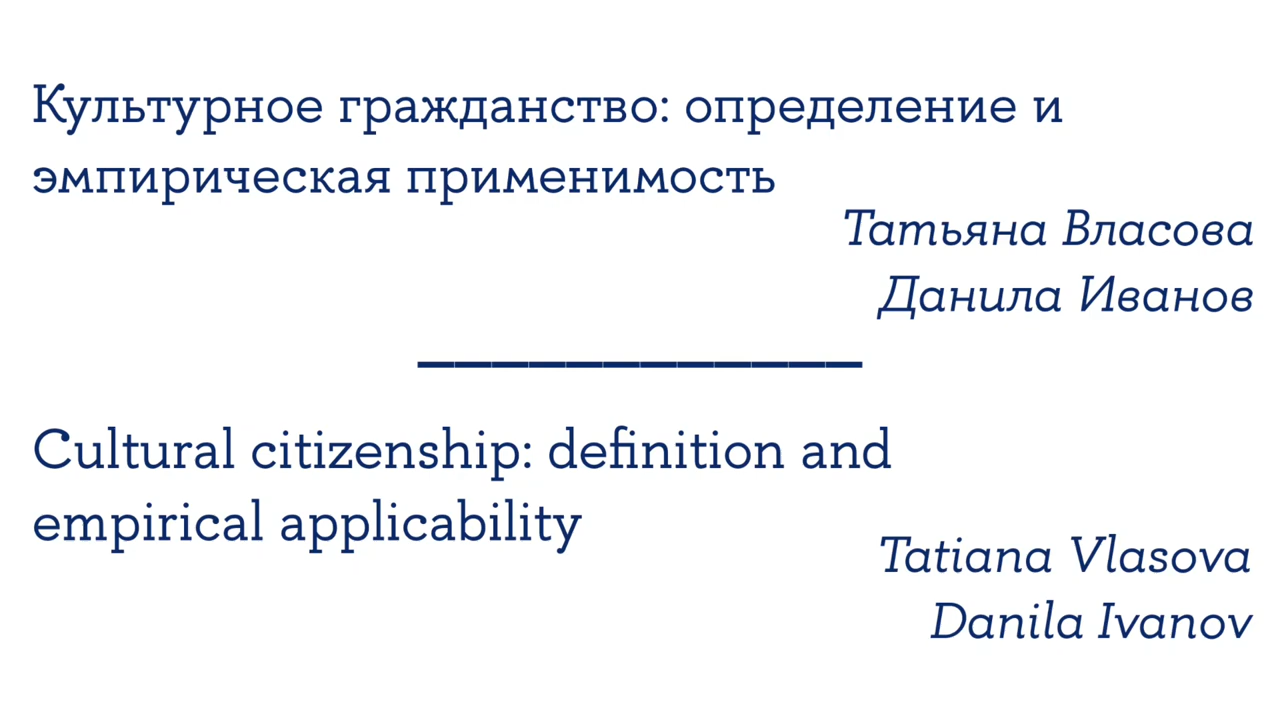 Культурное гражданство: определение и
эмпирическая применимость
Татьяна Власова
Данила Иванов
Cultural citizenship: definition and
empirical applicability
Tatiana Vlasova
Danila Ivanov